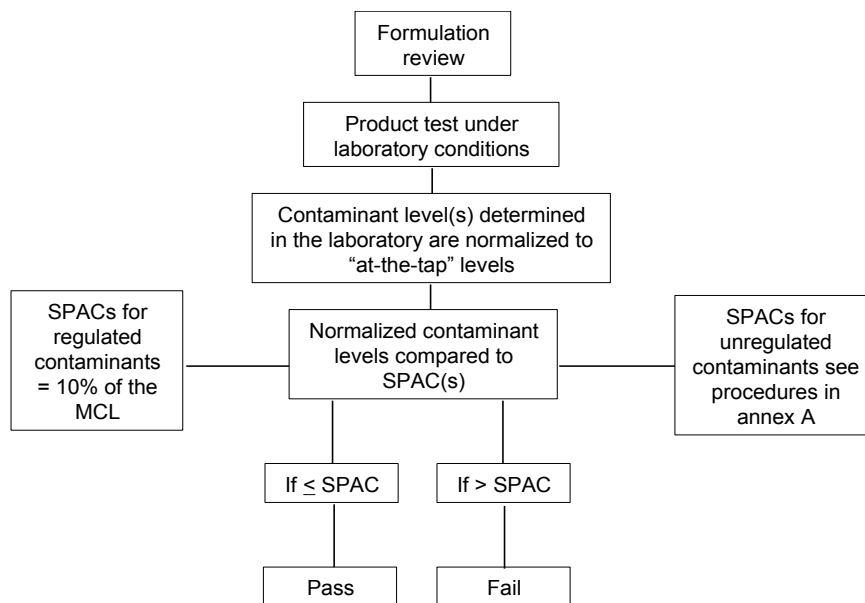 Formulation
review
Product test under
laboratory conditions
Contaminant level(s) determined
in the laboratory are normalized to
“at-the-tap” levels
SPACs for
regulated
contaminants
= 10% of the
MCL
Normalized contaminant
levels compared to
SPAC(s)
SPACs for
unregulated
contaminants see
procedures in
annex A
If ≤ SPAC
If > SPAC
Pass
Fail